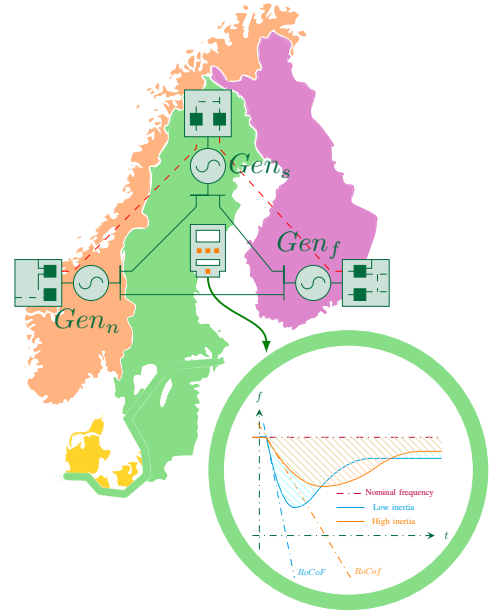 Gen_s
Gen_f
Gen_n
f
Nominal frequency
Low inertia
High inertia
t
RoCoF
RoCof